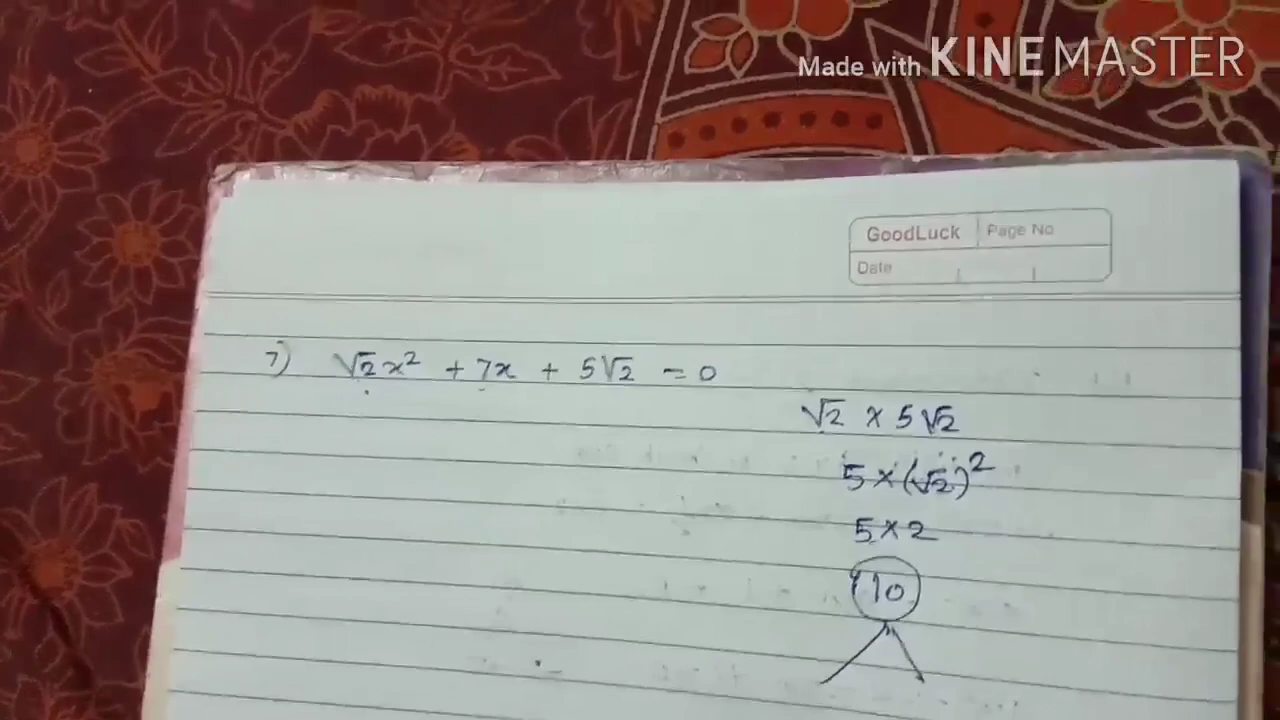 Made with KINEMASTER
GoodLuck Page No
Date
7) √2x² + 7x + 5√2 = 0
√2 × 5√2
5 × (√2)²
5 × 2
10